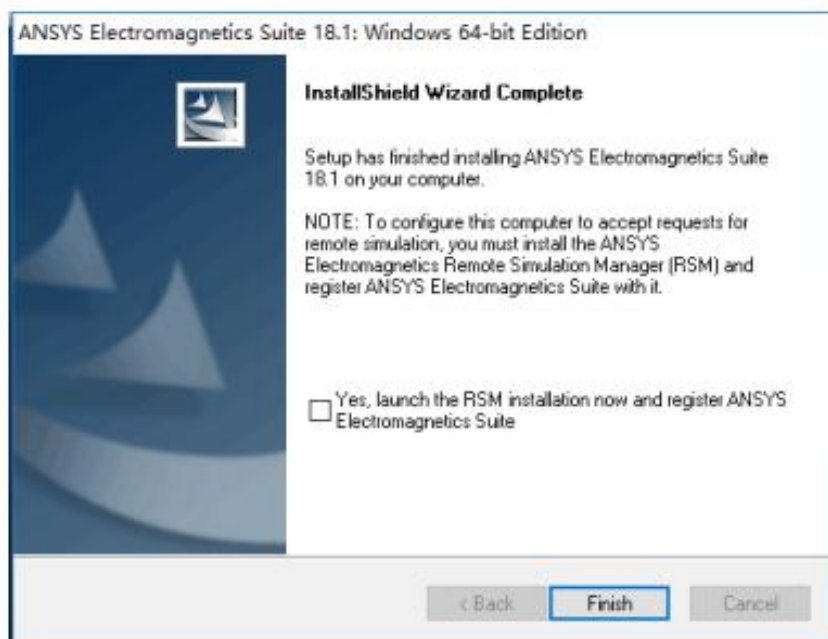 ANSYS Electromagnetics Suite 18.1: Windows 64-bit Edition
InstallShield Wizard Complete
Setup has finished installing ANSYS Electromagnetics Suite
18.1 on your computer.
NOTE: To configure this computer to accept requests for
remote simulation, you must install the ANSYS
Electromagnetics Remote Simulation Manager (RSM) and
register ANSYS Electromagnetics Suite with it.
Yes, launch the RSM installation now and register ANSYS
Electromagnetics Suite
< Back Finish Cancel